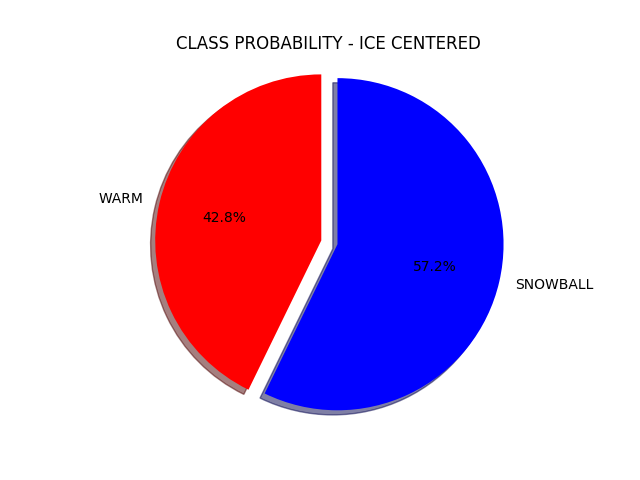 CLASS PROBABILITY - ICE CENTERED
WARM
42.8%
57.2%
SNOWBALL